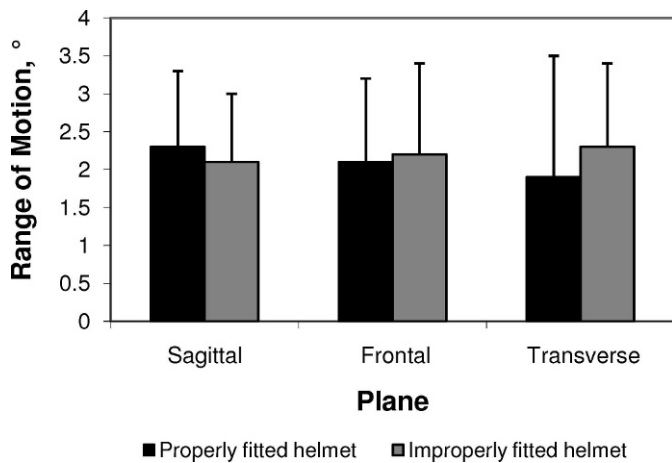 Range of Motion, °
4
3.5
3
2.5
2
1.5
1
0.5
0
Sagittal Frontal Transverse
Plane
Properly fitted helmet Improperly fitted helmet